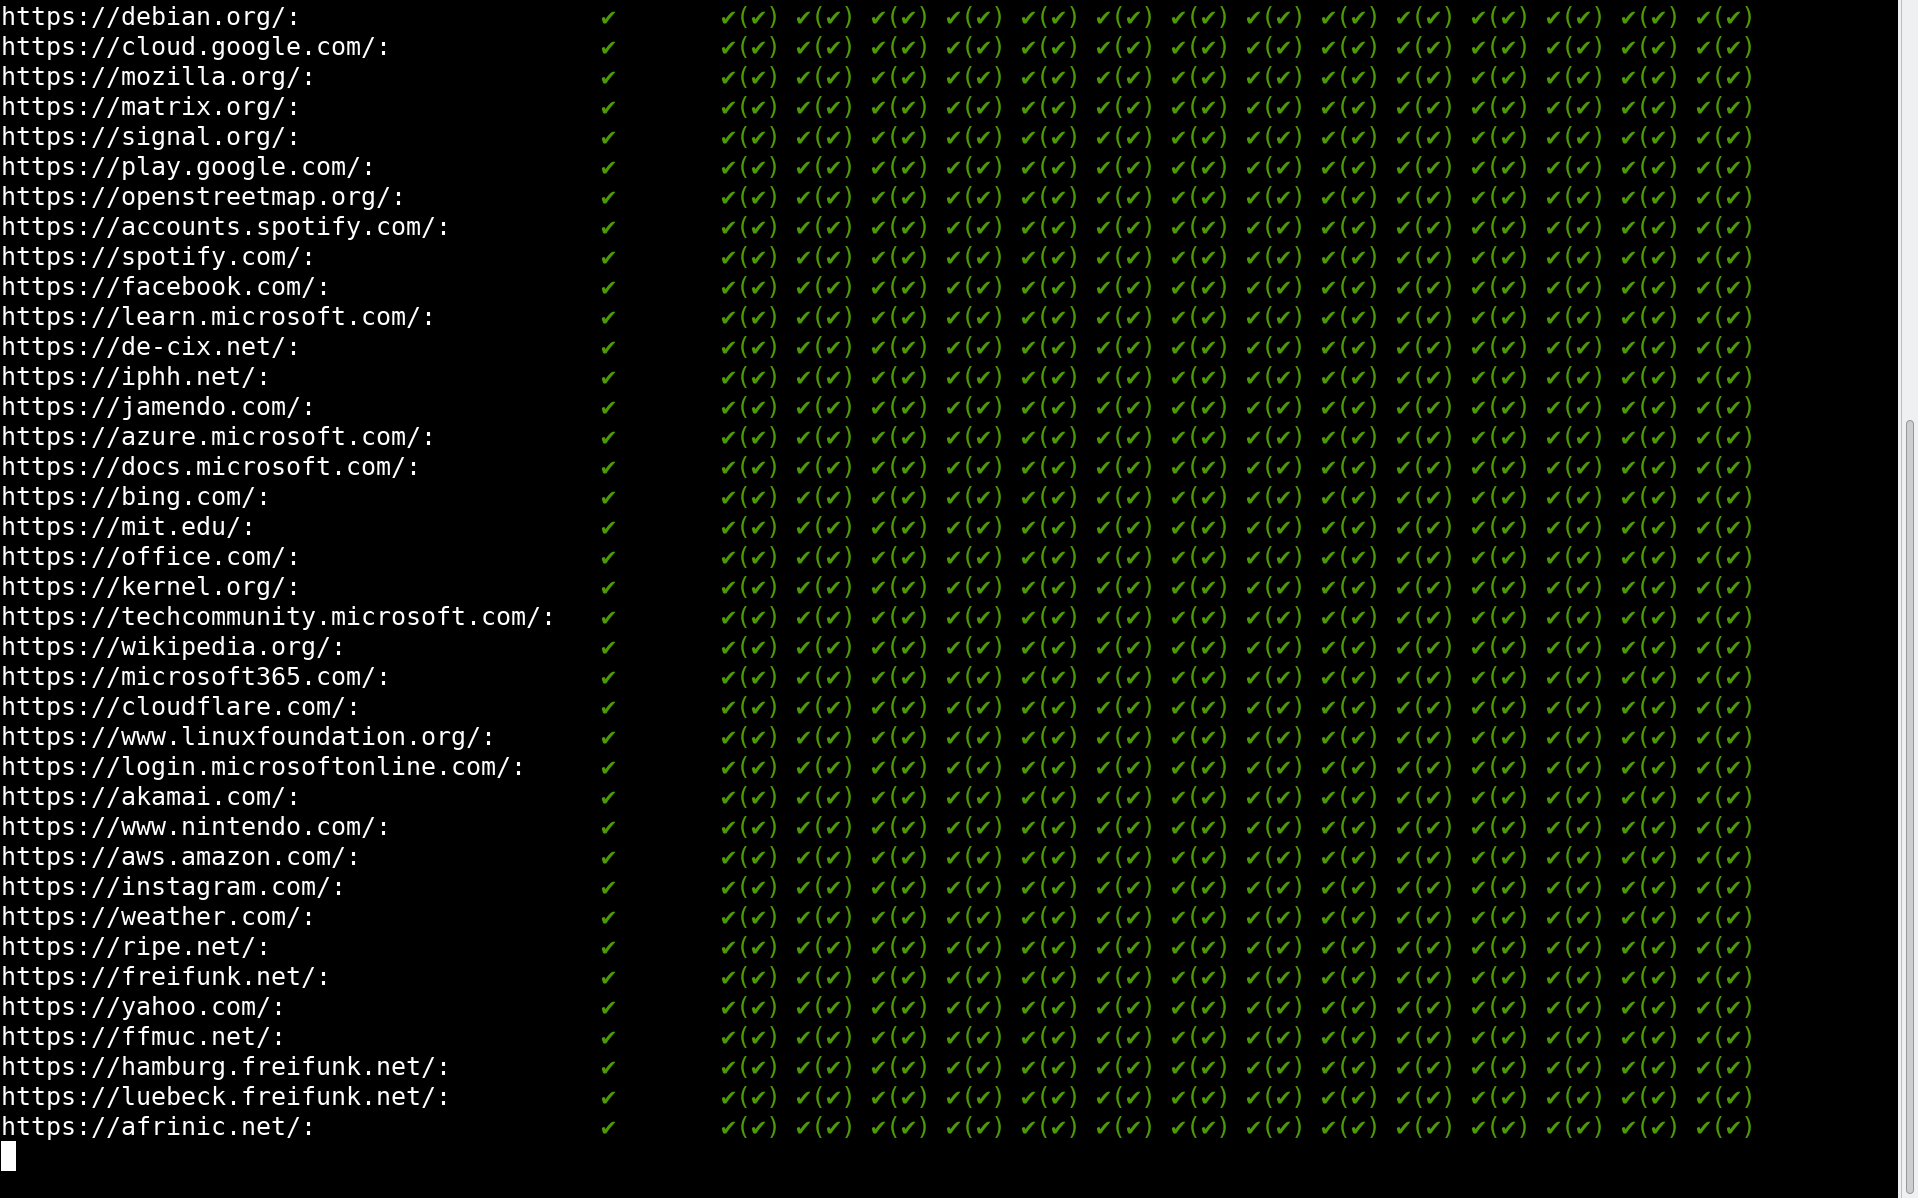 https://debian.org/: ✔ ✔(✔) ✔(✔) ✔(✔) ✔(✔) ✔(✔) ✔(✔) ✔(✔) ✔(✔) ✔(✔) ✔(✔) ✔(✔) ✔(✔) ✔(✔) ✔(✔)
https://cloud.google.com/: ✔ ✔(✔) ✔(✔) ✔(✔) ✔(✔) ✔(✔) ✔(✔) ✔(✔) ✔(✔) ✔(✔) ✔(✔) ✔(✔) ✔(✔) ✔(✔) ✔(✔)
https://mozilla.org/: ✔ ✔(✔) ✔(✔) ✔(✔) ✔(✔) ✔(✔) ✔(✔) ✔(✔) ✔(✔) ✔(✔) ✔(✔) ✔(✔) ✔(✔) ✔(✔) ✔(✔)
https://matrix.org/: ✔ ✔(✔) ✔(✔) ✔(✔) ✔(✔) ✔(✔) ✔(✔) ✔(✔) ✔(✔) ✔(✔) ✔(✔) ✔(✔) ✔(✔) ✔(✔) ✔(✔)
https://signal.org/: ✔ ✔(✔) ✔(✔) ✔(✔) ✔(✔) ✔(✔) ✔(✔) ✔(✔) ✔(✔) ✔(✔) ✔(✔) ✔(✔) ✔(✔) ✔(✔) ✔(✔)
https://play.google.com/: ✔ ✔(✔) ✔(✔) ✔(✔) ✔(✔) ✔(✔) ✔(✔) ✔(✔) ✔(✔) ✔(✔) ✔(✔) ✔(✔) ✔(✔) ✔(✔) ✔(✔)
https://openstreetmap.org/: ✔ ✔(✔) ✔(✔) ✔(✔) ✔(✔) ✔(✔) ✔(✔) ✔(✔) ✔(✔) ✔(✔) ✔(✔) ✔(✔) ✔(✔) ✔(✔) ✔(✔)
https://accounts.spotify.com/: ✔ ✔(✔) ✔(✔) ✔(✔) ✔(✔) ✔(✔) ✔(✔) ✔(✔) ✔(✔) ✔(✔) ✔(✔) ✔(✔) ✔(✔) ✔(✔) ✔(✔)
https://spotify.com/: ✔ ✔(✔) ✔(✔) ✔(✔) ✔(✔) ✔(✔) ✔(✔) ✔(✔) ✔(✔) ✔(✔) ✔(✔) ✔(✔) ✔(✔) ✔(✔) ✔(✔)
https://facebook.com/: ✔ ✔(✔) ✔(✔) ✔(✔) ✔(✔) ✔(✔) ✔(✔) ✔(✔) ✔(✔) ✔(✔) ✔(✔) ✔(✔) ✔(✔) ✔(✔) ✔(✔)
https://learn.microsoft.com/: ✔ ✔(✔) ✔(✔) ✔(✔) ✔(✔) ✔(✔) ✔(✔) ✔(✔) ✔(✔) ✔(✔) ✔(✔) ✔(✔) ✔(✔) ✔(✔) ✔(✔)
https://de-cix.net/: ✔ ✔(✔) ✔(✔) ✔(✔) ✔(✔) ✔(✔) ✔(✔) ✔(✔) ✔(✔) ✔(✔) ✔(✔) ✔(✔) ✔(✔) ✔(✔) ✔(✔)
https://iphh.net/: ✔ ✔(✔) ✔(✔) ✔(✔) ✔(✔) ✔(✔) ✔(✔) ✔(✔) ✔(✔) ✔(✔) ✔(✔) ✔(✔) ✔(✔) ✔(✔) ✔(✔)
https://jamendo.com/: ✔ ✔(✔) ✔(✔) ✔(✔) ✔(✔) ✔(✔) ✔(✔) ✔(✔) ✔(✔) ✔(✔) ✔(✔) ✔(✔) ✔(✔) ✔(✔) ✔(✔)
https://azure.microsoft.com/: ✔ ✔(✔) ✔(✔) ✔(✔) ✔(✔) ✔(✔) ✔(✔) ✔(✔) ✔(✔) ✔(✔) ✔(✔) ✔(✔) ✔(✔) ✔(✔) ✔(✔)
https://docs.microsoft.com/: ✔ ✔(✔) ✔(✔) ✔(✔) ✔(✔) ✔(✔) ✔(✔) ✔(✔) ✔(✔) ✔(✔) ✔(✔) ✔(✔) ✔(✔) ✔(✔) ✔(✔)
https://bing.com/: ✔ ✔(✔) ✔(✔) ✔(✔) ✔(✔) ✔(✔) ✔(✔) ✔(✔) ✔(✔) ✔(✔) ✔(✔) ✔(✔) ✔(✔) ✔(✔) ✔(✔)
https://mit.edu/: ✔ ✔(✔) ✔(✔) ✔(✔) ✔(✔) ✔(✔) ✔(✔) ✔(✔) ✔(✔) ✔(✔) ✔(✔) ✔(✔) ✔(✔) ✔(✔) ✔(✔)
https://office.com/: ✔ ✔(✔) ✔(✔) ✔(✔) ✔(✔) ✔(✔) ✔(✔) ✔(✔) ✔(✔) ✔(✔) ✔(✔) ✔(✔) ✔(✔) ✔(✔) ✔(✔)
https://kernel.org/: ✔ ✔(✔) ✔(✔) ✔(✔) ✔(✔) ✔(✔) ✔(✔) ✔(✔) ✔(✔) ✔(✔) ✔(✔) ✔(✔) ✔(✔) ✔(✔) ✔(✔)
https://techcommunity.microsoft.com/: ✔ ✔(✔) ✔(✔) ✔(✔) ✔(✔) ✔(✔) ✔(✔) ✔(✔) ✔(✔) ✔(✔) ✔(✔) ✔(✔) ✔(✔) ✔(✔) ✔(✔)
https://wikipedia.org/: ✔ ✔(✔) ✔(✔) ✔(✔) ✔(✔) ✔(✔) ✔(✔) ✔(✔) ✔(✔) ✔(✔) ✔(✔) ✔(✔) ✔(✔) ✔(✔) ✔(✔)
https://microsoft365.com/: ✔ ✔(✔) ✔(✔) ✔(✔) ✔(✔) ✔(✔) ✔(✔) ✔(✔) ✔(✔) ✔(✔) ✔(✔) ✔(✔) ✔(✔) ✔(✔) ✔(✔)
https://cloudflare.com/: ✔ ✔(✔) ✔(✔) ✔(✔) ✔(✔) ✔(✔) ✔(✔) ✔(✔) ✔(✔) ✔(✔) ✔(✔) ✔(✔) ✔(✔) ✔(✔) ✔(✔)
https://www.linuxfoundation.org/: ✔ ✔(✔) ✔(✔) ✔(✔) ✔(✔) ✔(✔) ✔(✔) ✔(✔) ✔(✔) ✔(✔) ✔(✔) ✔(✔) ✔(✔) ✔(✔) ✔(✔)
https://login.microsoftonline.com/: ✔ ✔(✔) ✔(✔) ✔(✔) ✔(✔) ✔(✔) ✔(✔) ✔(✔) ✔(✔) ✔(✔) ✔(✔) ✔(✔) ✔(✔) ✔(✔) ✔(✔)
https://akamai.com/: ✔ ✔(✔) ✔(✔) ✔(✔) ✔(✔) ✔(✔) ✔(✔) ✔(✔) ✔(✔) ✔(✔) ✔(✔) ✔(✔) ✔(✔) ✔(✔) ✔(✔)
https://www.nintendo.com/: ✔ ✔(✔) ✔(✔) ✔(✔) ✔(✔) ✔(✔) ✔(✔) ✔(✔) ✔(✔) ✔(✔) ✔(✔) ✔(✔) ✔(✔) ✔(✔) ✔(✔)
https://aws.amazon.com/: ✔ ✔(✔) ✔(✔) ✔(✔) ✔(✔) ✔(✔) ✔(✔) ✔(✔) ✔(✔) ✔(✔) ✔(✔) ✔(✔) ✔(✔) ✔(✔) ✔(✔)
https://instagram.com/: ✔ ✔(✔) ✔(✔) ✔(✔) ✔(✔) ✔(✔) ✔(✔) ✔(✔) ✔(✔) ✔(✔) ✔(✔) ✔(✔) ✔(✔) ✔(✔) ✔(✔)
https://weather.com/: ✔ ✔(✔) ✔(✔) ✔(✔) ✔(✔) ✔(✔) ✔(✔) ✔(✔) ✔(✔) ✔(✔) ✔(✔) ✔(✔) ✔(✔) ✔(✔) ✔(✔)
https://ripe.net/: ✔ ✔(✔) ✔(✔) ✔(✔) ✔(✔) ✔(✔) ✔(✔) ✔(✔) ✔(✔) ✔(✔) ✔(✔) ✔(✔) ✔(✔) ✔(✔) ✔(✔)
https://freifunk.net/: ✔ ✔(✔) ✔(✔) ✔(✔) ✔(✔) ✔(✔) ✔(✔) ✔(✔) ✔(✔) ✔(✔) ✔(✔) ✔(✔) ✔(✔) ✔(✔) ✔(✔)
https://yahoo.com/: ✔ ✔(✔) ✔(✔) ✔(✔) ✔(✔) ✔(✔) ✔(✔) ✔(✔) ✔(✔) ✔(✔) ✔(✔) ✔(✔) ✔(✔) ✔(✔) ✔(✔)
https://ffmuc.net/: ✔ ✔(✔) ✔(✔) ✔(✔) ✔(✔) ✔(✔) ✔(✔) ✔(✔) ✔(✔) ✔(✔) ✔(✔) ✔(✔) ✔(✔) ✔(✔) ✔(✔)
https://hamburg.freifunk.net/: ✔ ✔(✔) ✔(✔) ✔(✔) ✔(✔) ✔(✔) ✔(✔) ✔(✔) ✔(✔) ✔(✔) ✔(✔) ✔(✔) ✔(✔) ✔(✔) ✔(✔)
https://luebeck.freifunk.net/: ✔ ✔(✔) ✔(✔) ✔(✔) ✔(✔) ✔(✔) ✔(✔) ✔(✔) ✔(✔) ✔(✔) ✔(✔) ✔(✔) ✔(✔) ✔(✔) ✔(✔)
https://afrinic.net/: ✔ ✔(✔) ✔(✔) ✔(✔) ✔(✔) ✔(✔) ✔(✔) ✔(✔) ✔(✔) ✔(✔) ✔(✔) ✔(✔) ✔(✔) ✔(✔) ✔(✔)